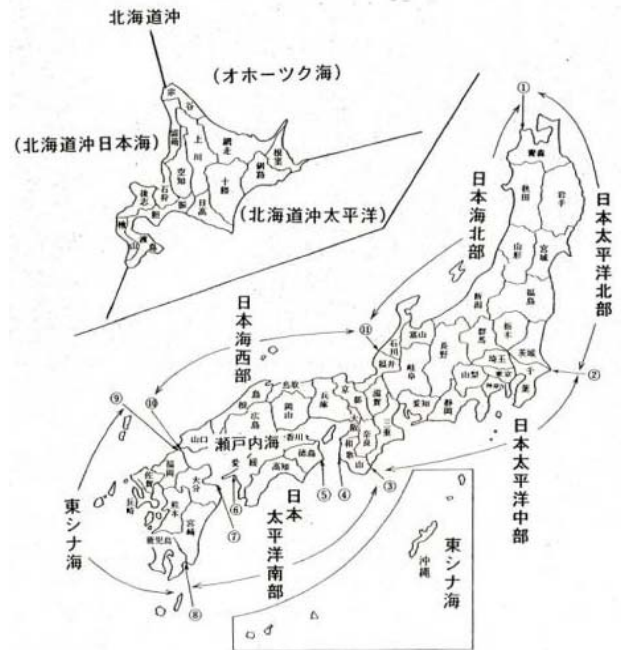 北海道沖
(オホーツク海)
(北海道沖日本海)
(北海道沖太平洋)
宗谷
留萌
上川
網走
根室
釧路
十勝
空知
石狩
後志
胆振
日高
檜山
渡島
①
青森
秋田
岩手
山形
宮城
福島
新潟
日本海北部
日本太平洋北部
⑪
石川
富山
福井
長野
群馬
栃木
茨城
埼玉
東京
千葉
山梨
神奈川
岐阜
愛知
静岡
②
日本海西部
鳥取
島根
岡山
広島
山口
兵庫
京都
滋賀
大阪
奈良
三重
和歌山
瀬戸内海
香川
徳島
愛媛
高知
日本太平洋中部
③
④
⑤
⑥
⑦
⑧
⑨
⑩
福岡
佐賀
長崎
大分
熊本
宮崎
鹿児島
東シナ海
日本
太平洋南部
沖縄
東シナ海